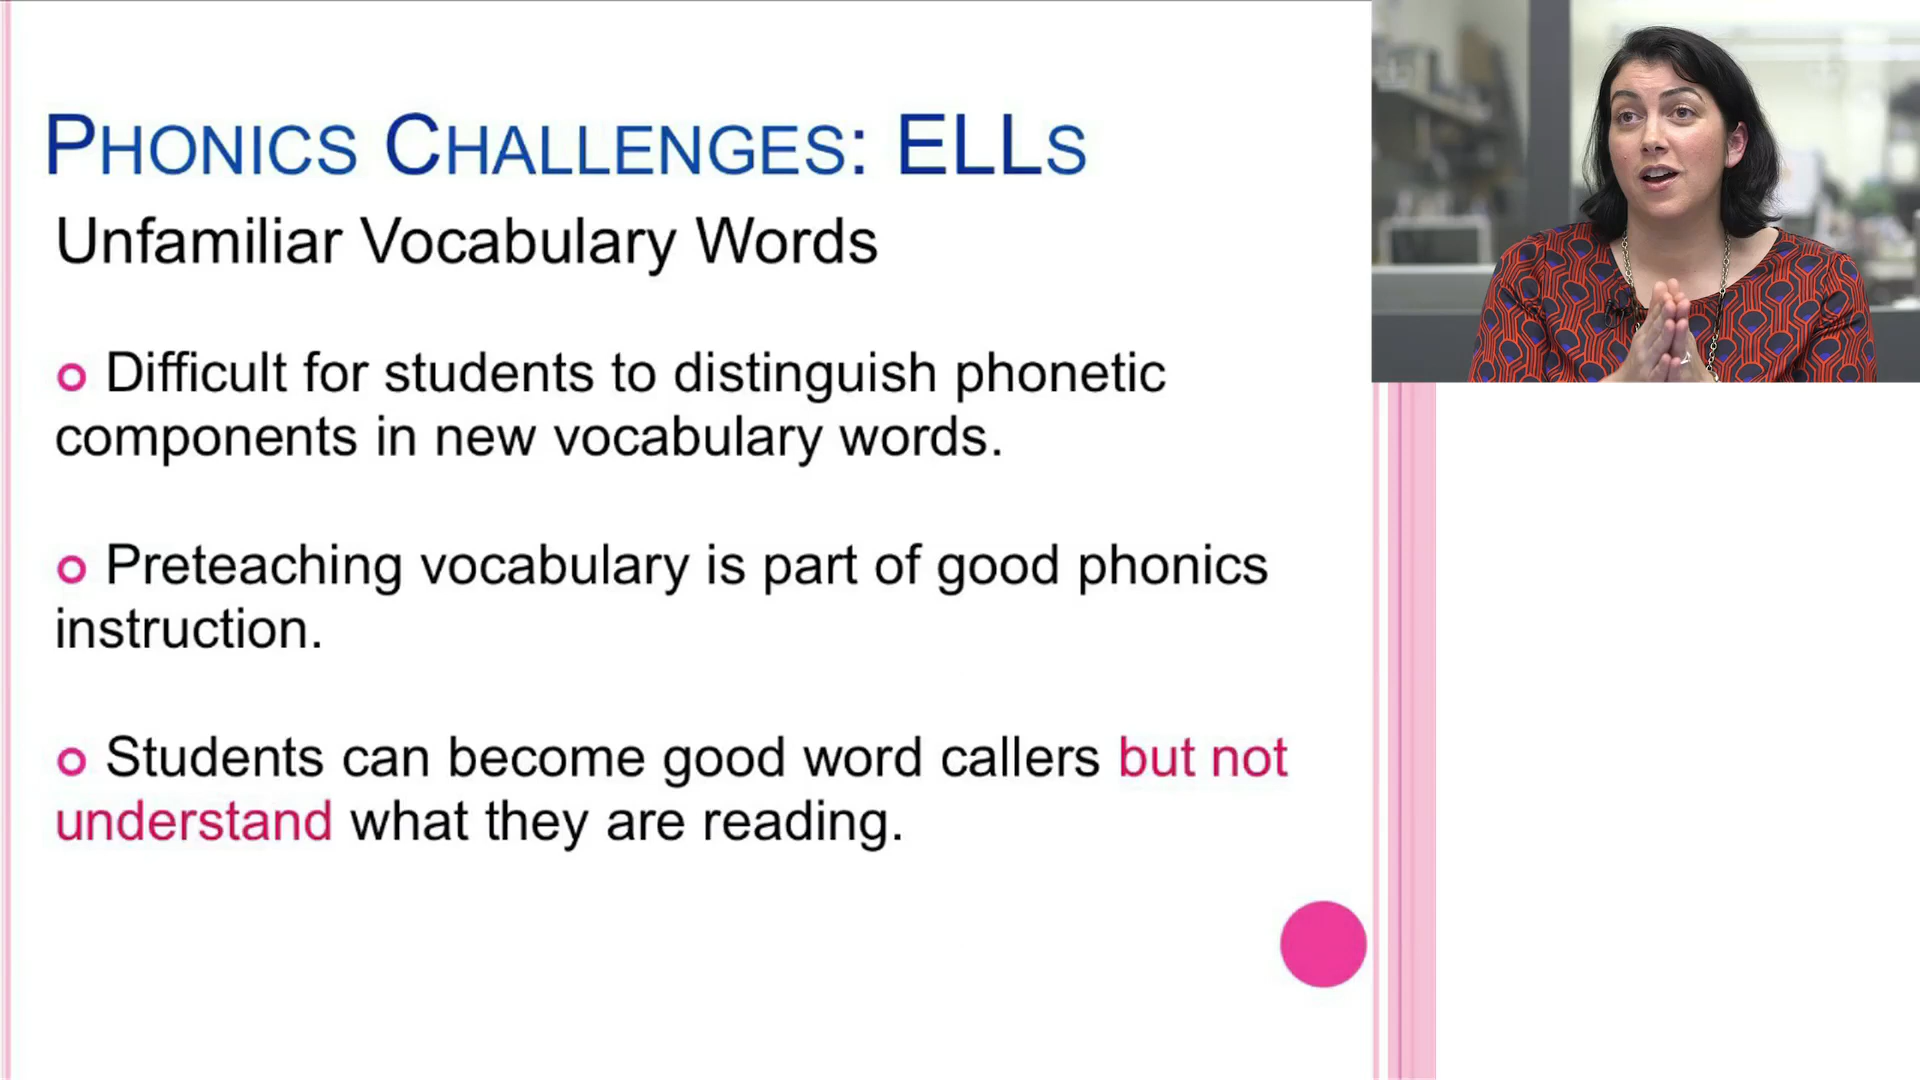 PHONICS CHALLENGES: ELLS
Unfamiliar Vocabulary Words
Difficult for students to distinguish phonetic
components in new vocabulary words.
Preteaching vocabulary is part of good phonics
instruction.
Students can become good word callers but not
understand what they are reading.